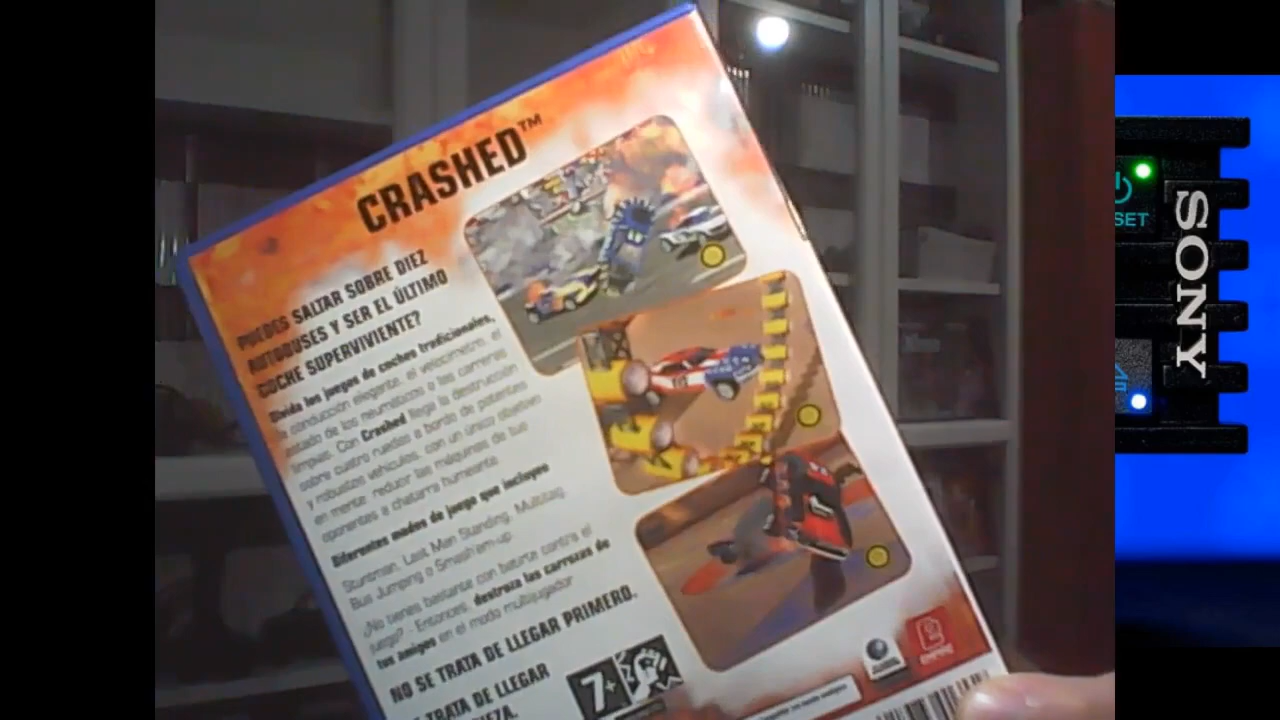 CRASHED™
PUEDES SALTAR SOBRE DIEZ
AUTOBUSES Y SER EL ÚLTIMO
COCHE SUPERVIVIENTE?
Olvida los juegos de coches tradicionales,
la conducción elegante, el velocímetro, el
estado de los neumáticos o las carreras
limpias. Con Crashed llega la destrucción
sobre cuatro ruedas a bordo de potentes
y robustos vehículos, con un único objetivo
en mente: reducir las máquinas de tus
oponentes a chatarra humeante.
Diferentes modos de juego que incluyen
Stuntman, Last Man Standing, Multitag,
Bus Jumping o Smash'em-up.
¿No tienes bastante con batirte contra el
juego? - Entonces, destroza las carrozas de
tus amigos en el modo multijugador
NO SE TRATA DE LLEGAR PRIMERO,
TRATA DE LLEGAR
7+
EMPIRE
SET
SONY